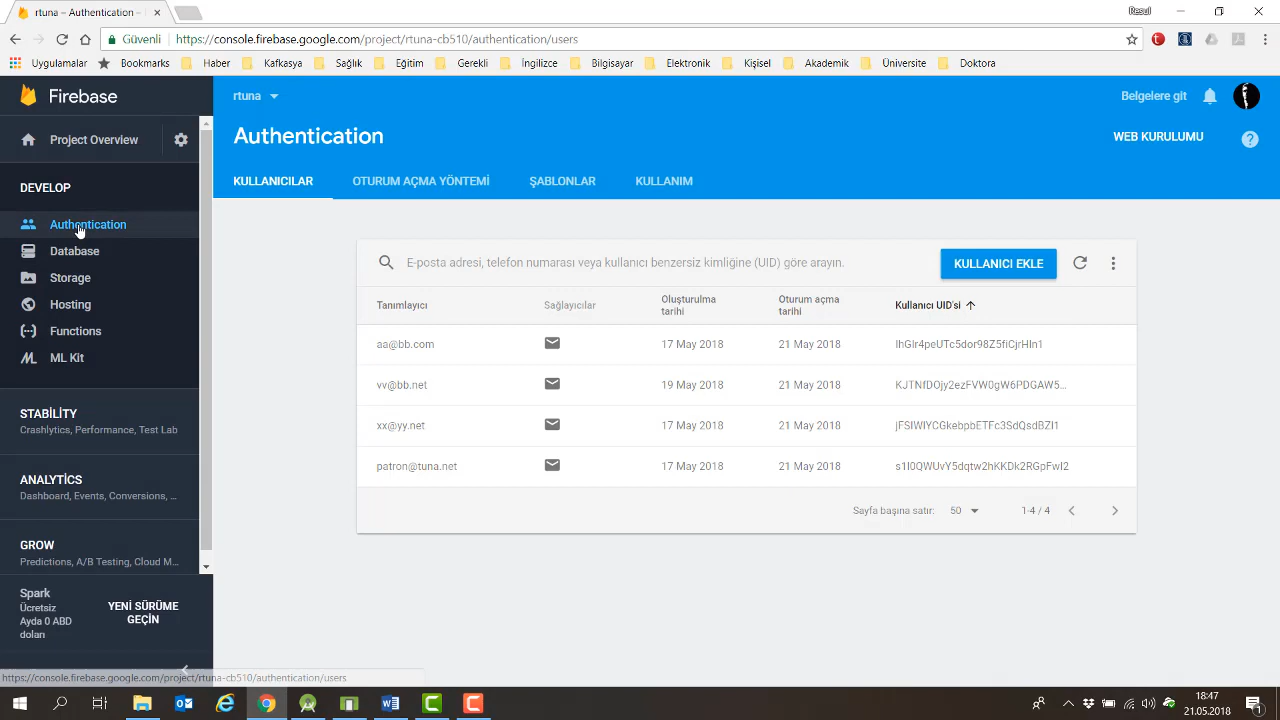 rtuna – Authentication –
Resul
Güvenli https://console.firebase.google.com/project/rtuna-cb510/authentication/users
Uygulamalar Bookmarks Haber Kafkasya Sağlık Eğitim Gerekli Kişisel İngilizce Bilgisayar Elektronik Kişisel Akademik Üniversite Doktora
Firebase
rtuna
Belgelere git
Project Overview
Authentication
WEB KURULUMU
KULLANICILAR OTURUM AÇMA YÖNTEMİ ŞABLONLAR KULLANIM
DEVELOP
Authentication
Database
Storage
Hosting
Functions
ML Kit
STABİLİTY
Crashlytics, Performance, Test Lab
ANALYTİCS
Dashboard, Events, Conversions, ...
GROW
Predictions, A/B Testing, Cloud M...
Spark
Ücretsiz
Ayda 0 ABD
dolan
YENİ SÜRÜME
GEÇİN
E-posta adresi, telefon numarası veya kullanıcı benzersiz kimliğine (UID) göre arayın.
KULLANICI EKLE
Tanımlayıcı Sağlayıcılar Oluşturulma tarihi Oturum açma tarihi Kullanıcı UID'si
aa@bb.com 17 May 2018 21 May 2018
vv@bb.net 19 May 2018 21 May 2018
xx@yy.net 17 May 2018 21 May 2018
patron@tuna.net 17 May 2018 21 May 2018
Sayfa başına satır: 50 1-4 / 4
https://console.firebase.google.com/project/rtuna-cb510/authentication/users
18:47
21.05.2018